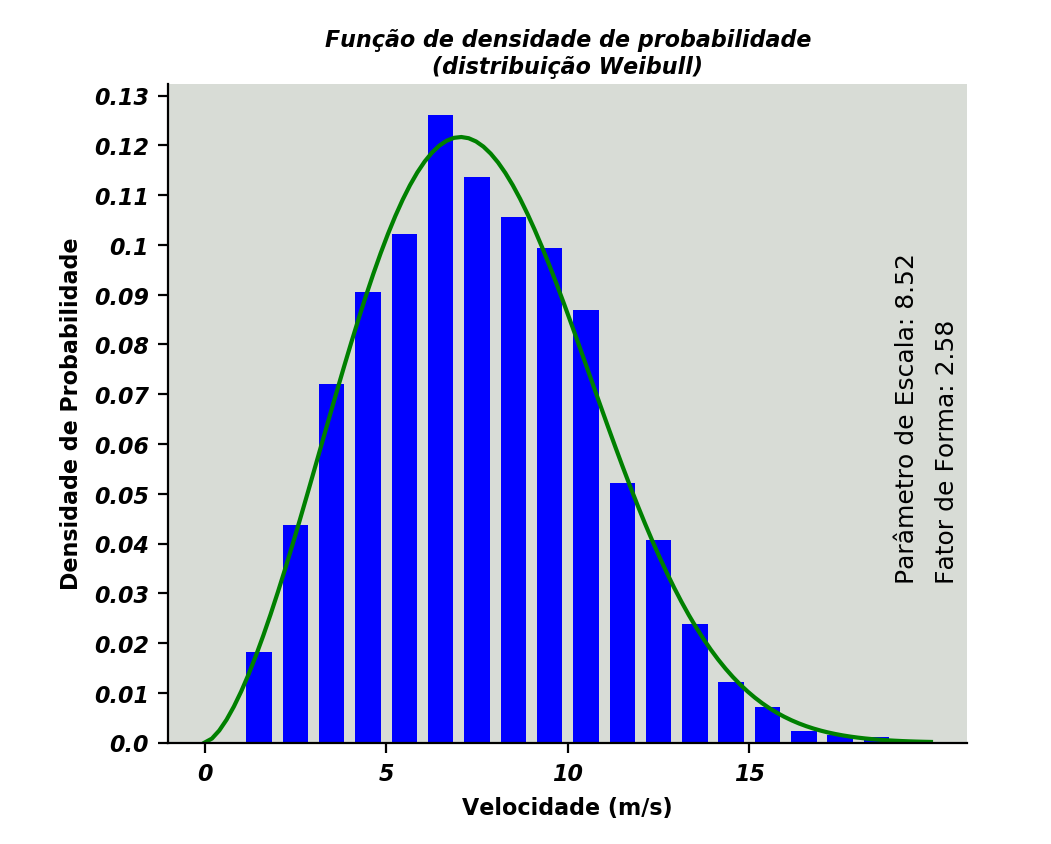 Função de densidade de probabilidade
(distribuição Weibull)
Densidade de Probabilidade
0.13
0.12
0.11
0.1
0.09
0.08
0.07
0.06
0.05
0.04
0.03
0.02
0.01
0.0
Parâmetro de Escala: 8.52
Fator de Forma: 2.58
0 5 10 15
Velocidade (m/s)